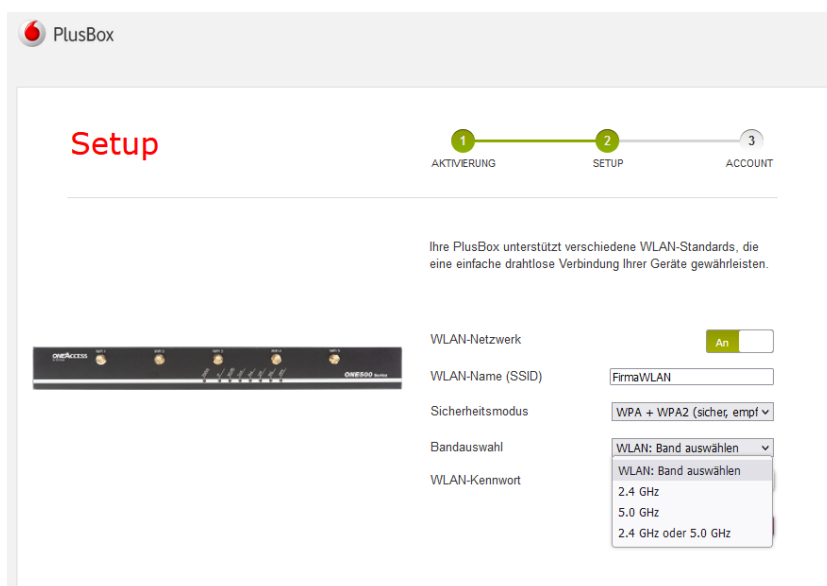 PlusBox
Setup
1
2
3
AKTIVIERUNG
SETUP
ACCOUNT
Ihre PlusBox unterstützt verschiedene WLAN-Standards, die
eine einfache drahtlose Verbindung Ihrer Geräte gewährleisten.
WLAN-Netzwerk
An
WLAN-Name (SSID)
FirmaWLAN
Sicherheitsmodus
WPA + WPA2 (sicher, empf
Bandauswahl
WLAN: Band auswählen
WLAN-Kennwort
WLAN: Band auswählen
2.4 GHz
5.0 GHz
2.4 GHz oder 5.0 GHz
ONEACCESS
ONE500 Series